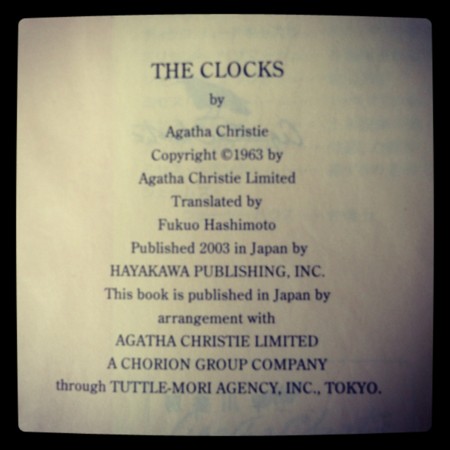 THE CLOCKS
by
Agatha Christie
Copyright ©1963 by
Agatha Christie Limited
Translated by
Fukuo Hashimoto
Published 2003 in Japan by
HAYAKAWA PUBLISHING, INC.
This book is published in Japan by
arrangement with
AGATHA CHRISTIE LIMITED
A CHORION GROUP COMPANY
through TUTTLE-MORI AGENCY, INC., TOKYO.